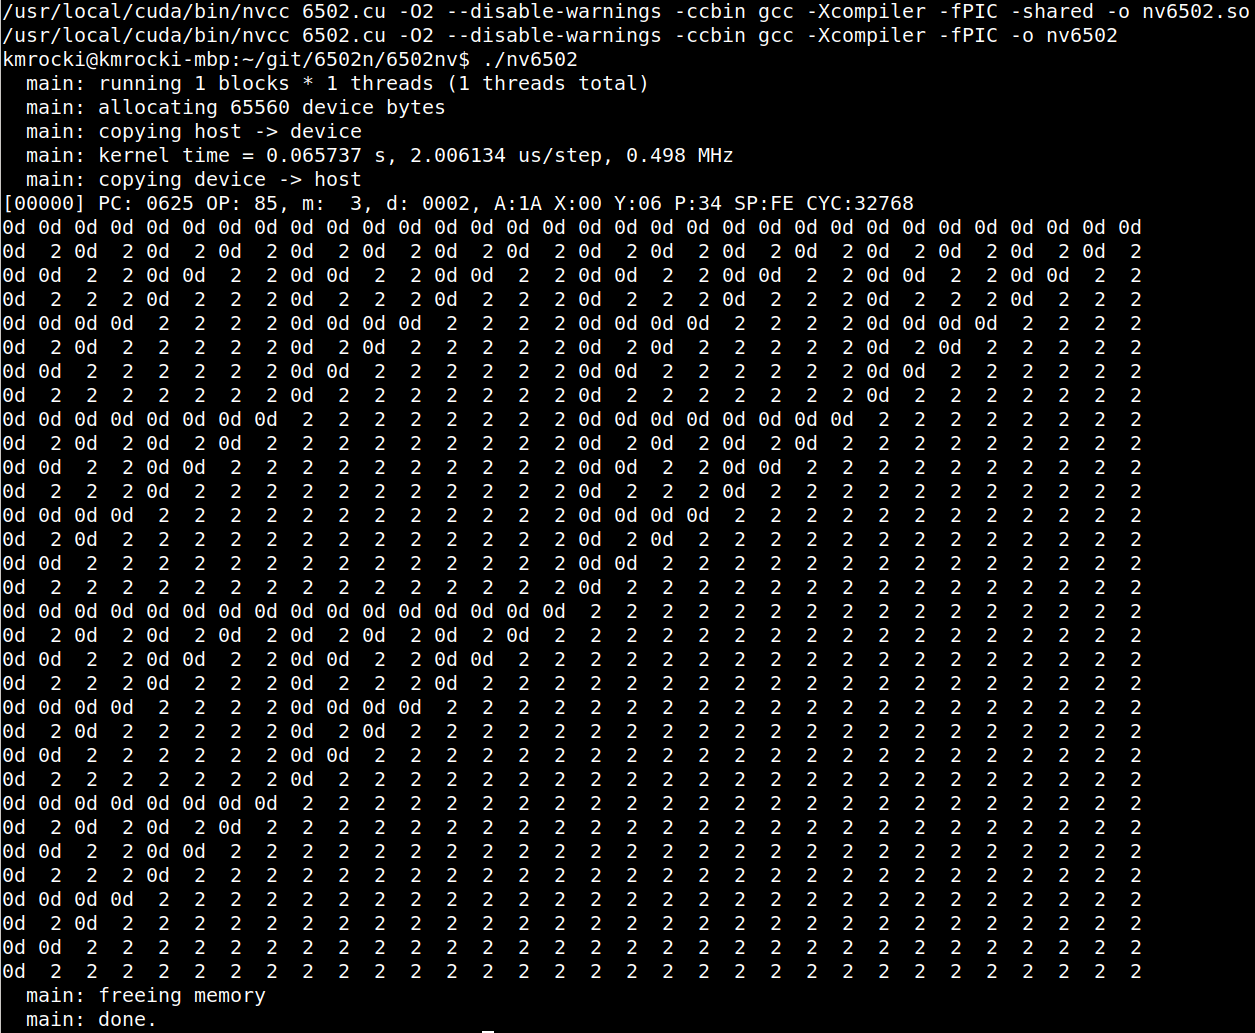 /usr/local/cuda/bin/nvcc 6502.cu -O2 --disable-warnings -ccbin gcc -Xcompiler -fPIC -shared -o nv6502.so
/usr/local/cuda/bin/nvcc 6502.cu -O2 --disable-warnings -ccbin gcc -Xcompiler -fPIC -o nv6502
kmrocki@kmrocki-mbp:~/git/6502n/6502nv$ ./nv6502
  main: running 1 blocks * 1 threads (1 threads total)
  main: allocating 65560 device bytes
  main: copying host -> device
  main: kernel time = 0.065737 s, 2.006134 us/step, 0.498 MHz
  main: copying device -> host
[00000] PC: 0625 OP: 85, m:  3, d: 0002, A:1A X:00 Y:06 P:34 SP:FE CYC:32768
0d 0d 0d 0d 0d 0d 0d 0d 0d 0d 0d 0d 0d 0d 0d 0d 0d 0d 0d 0d 0d 0d 0d 0d 0d 0d 0d 0d 0d 0d 0d 0d
0d  2 0d  2 0d  2 0d  2 0d  2 0d  2 0d  2 0d  2 0d  2 0d  2 0d  2 0d  2 0d  2 0d  2 0d  2 0d  2
0d 0d  2  2 0d 0d  2  2 0d 0d  2  2 0d 0d  2  2 0d 0d  2  2 0d 0d  2  2 0d 0d  2  2 0d 0d  2  2
0d  2  2  2 0d  2  2  2 0d  2  2  2 0d  2  2  2 0d  2  2  2 0d  2  2  2 0d  2  2  2 0d  2  2  2
0d 0d 0d 0d  2  2  2  2 0d 0d 0d 0d  2  2  2  2 0d 0d 0d 0d  2  2  2  2 0d 0d 0d 0d  2  2  2  2
0d  2 0d  2  2  2  2  2 0d  2 0d  2  2  2  2  2 0d  2 0d  2  2  2  2  2 0d  2 0d  2  2  2  2  2
0d 0d  2  2  2  2  2  2 0d 0d  2  2  2  2  2  2 0d 0d  2  2  2  2  2  2 0d 0d  2  2  2  2  2  2
0d  2  2  2  2  2  2  2 0d  2  2  2  2  2  2  2 0d  2  2  2  2  2  2  2 0d  2  2  2  2  2  2  2
0d 0d 0d 0d 0d 0d 0d 0d  2  2  2  2  2  2  2  2 0d 0d 0d 0d 0d 0d 0d 0d  2  2  2  2  2  2  2  2
0d  2 0d  2 0d  2 0d  2  2  2  2  2  2  2  2  2 0d  2 0d  2 0d  2 0d  2  2  2  2  2  2  2  2  2
0d 0d  2  2 0d 0d  2  2  2  2  2  2  2  2  2  2 0d 0d  2  2 0d 0d  2  2  2  2  2  2  2  2  2  2
0d  2  2  2 0d  2  2  2  2  2  2  2  2  2  2  2 0d  2  2  2 0d  2  2  2  2  2  2  2  2  2  2  2
0d 0d 0d 0d  2  2  2  2  2  2  2  2  2  2  2  2 0d 0d 0d 0d  2  2  2  2  2  2  2  2  2  2  2  2
0d  2 0d  2  2  2  2  2  2  2  2  2  2  2  2  2 0d  2 0d  2  2  2  2  2  2  2  2  2  2  2  2  2
0d 0d  2  2  2  2  2  2  2  2  2  2  2  2  2  2 0d 0d  2  2  2  2  2  2  2  2  2  2  2  2  2  2
0d  2  2  2  2  2  2  2  2  2  2  2  2  2  2  2 0d  2  2  2  2  2  2  2  2  2  2  2  2  2  2  2
0d 0d 0d 0d 0d 0d 0d 0d 0d 0d 0d 0d 0d 0d 0d 0d  2  2  2  2  2  2  2  2  2  2  2  2  2  2  2  2
0d  2 0d  2 0d  2 0d  2 0d  2 0d  2 0d  2 0d  2  2  2  2  2  2  2  2  2  2  2  2  2  2  2  2  2
0d 0d  2  2 0d 0d  2  2 0d 0d  2  2 0d 0d  2  2  2  2  2  2  2  2  2  2  2  2  2  2  2  2  2  2
0d  2  2  2 0d  2  2  2 0d  2  2  2 0d  2  2  2  2  2  2  2  2  2  2  2  2  2  2  2  2  2  2  2
0d 0d 0d 0d  2  2  2  2 0d 0d 0d 0d  2  2  2  2  2  2  2  2  2  2  2  2  2  2  2  2  2  2  2  2
0d  2 0d  2  2  2  2  2 0d  2 0d  2  2  2  2  2  2  2  2  2  2  2  2  2  2  2  2  2  2  2  2  2
0d 0d  2  2  2  2  2  2 0d 0d  2  2  2  2  2  2  2  2  2  2  2  2  2  2  2  2  2  2  2  2  2  2
0d  2  2  2  2  2  2  2 0d  2  2  2  2  2  2  2  2  2  2  2  2  2  2  2  2  2  2  2  2  2  2  2
0d 0d 0d 0d 0d 0d 0d 0d  2  2  2  2  2  2  2  2  2  2  2  2  2  2  2  2  2  2  2  2  2  2  2  2
0d  2 0d  2 0d  2 0d  2  2  2  2  2  2  2  2  2  2  2  2  2  2  2  2  2  2  2  2  2  2  2  2  2
0d 0d  2  2 0d 0d  2  2  2  2  2  2  2  2  2  2  2  2  2  2  2  2  2  2  2  2  2  2  2  2  2  2
0d  2  2  2 0d  2  2  2  2  2  2  2  2  2  2  2  2  2  2  2  2  2  2  2  2  2  2  2  2  2  2  2
0d 0d 0d 0d  2  2  2  2  2  2  2  2  2  2  2  2  2  2  2  2  2  2  2  2  2  2  2  2  2  2  2  2
0d  2 0d  2  2  2  2  2  2  2  2  2  2  2  2  2  2  2  2  2  2  2  2  2  2  2  2  2  2  2  2  2
0d 0d  2  2  2  2  2  2  2  2  2  2  2  2  2  2  2  2  2  2  2  2  2  2  2  2  2  2  2  2  2  2
0d  2  2  2  2  2  2  2  2  2  2  2  2  2  2  2  2  2  2  2  2  2  2  2  2  2  2  2  2  2  2  2
  main: freeing memory
  main: done.